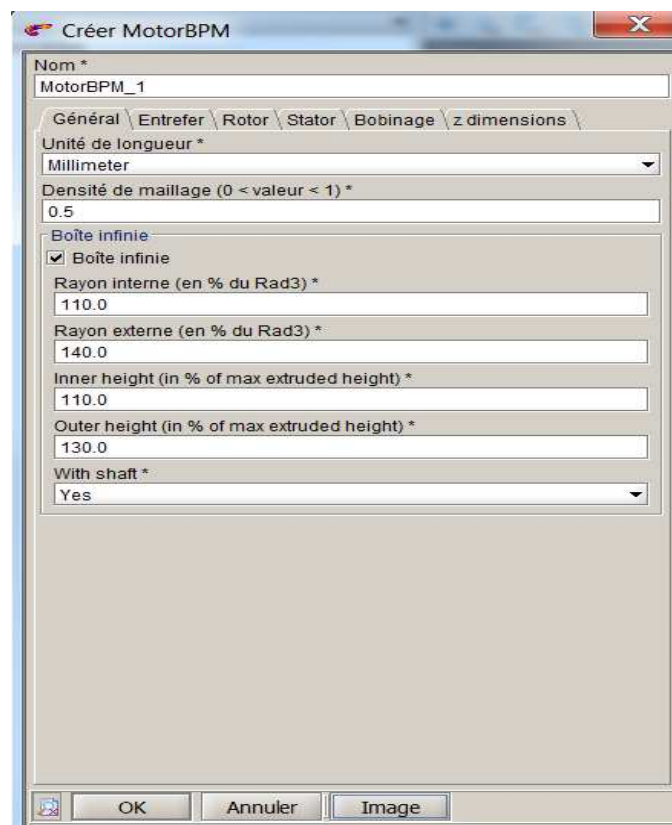 Créer MotorBPM
Nom *
MotorBPM_1
Général Entrefer Rotor Stator Bobinage z dimensions
Unité de longueur *
Millimeter
Densité de maillage (0 < valeur < 1) *
0.5
Boîte infinie
Boîte infinie
Rayon interne (en % du Rad3) *
110.0
Rayon externe (en % du Rad3) *
140.0
Inner height (in % of max extruded height) *
110.0
Outer height (in % of max extruded height) *
130.0
With shaft *
Yes
OK Annuler Image